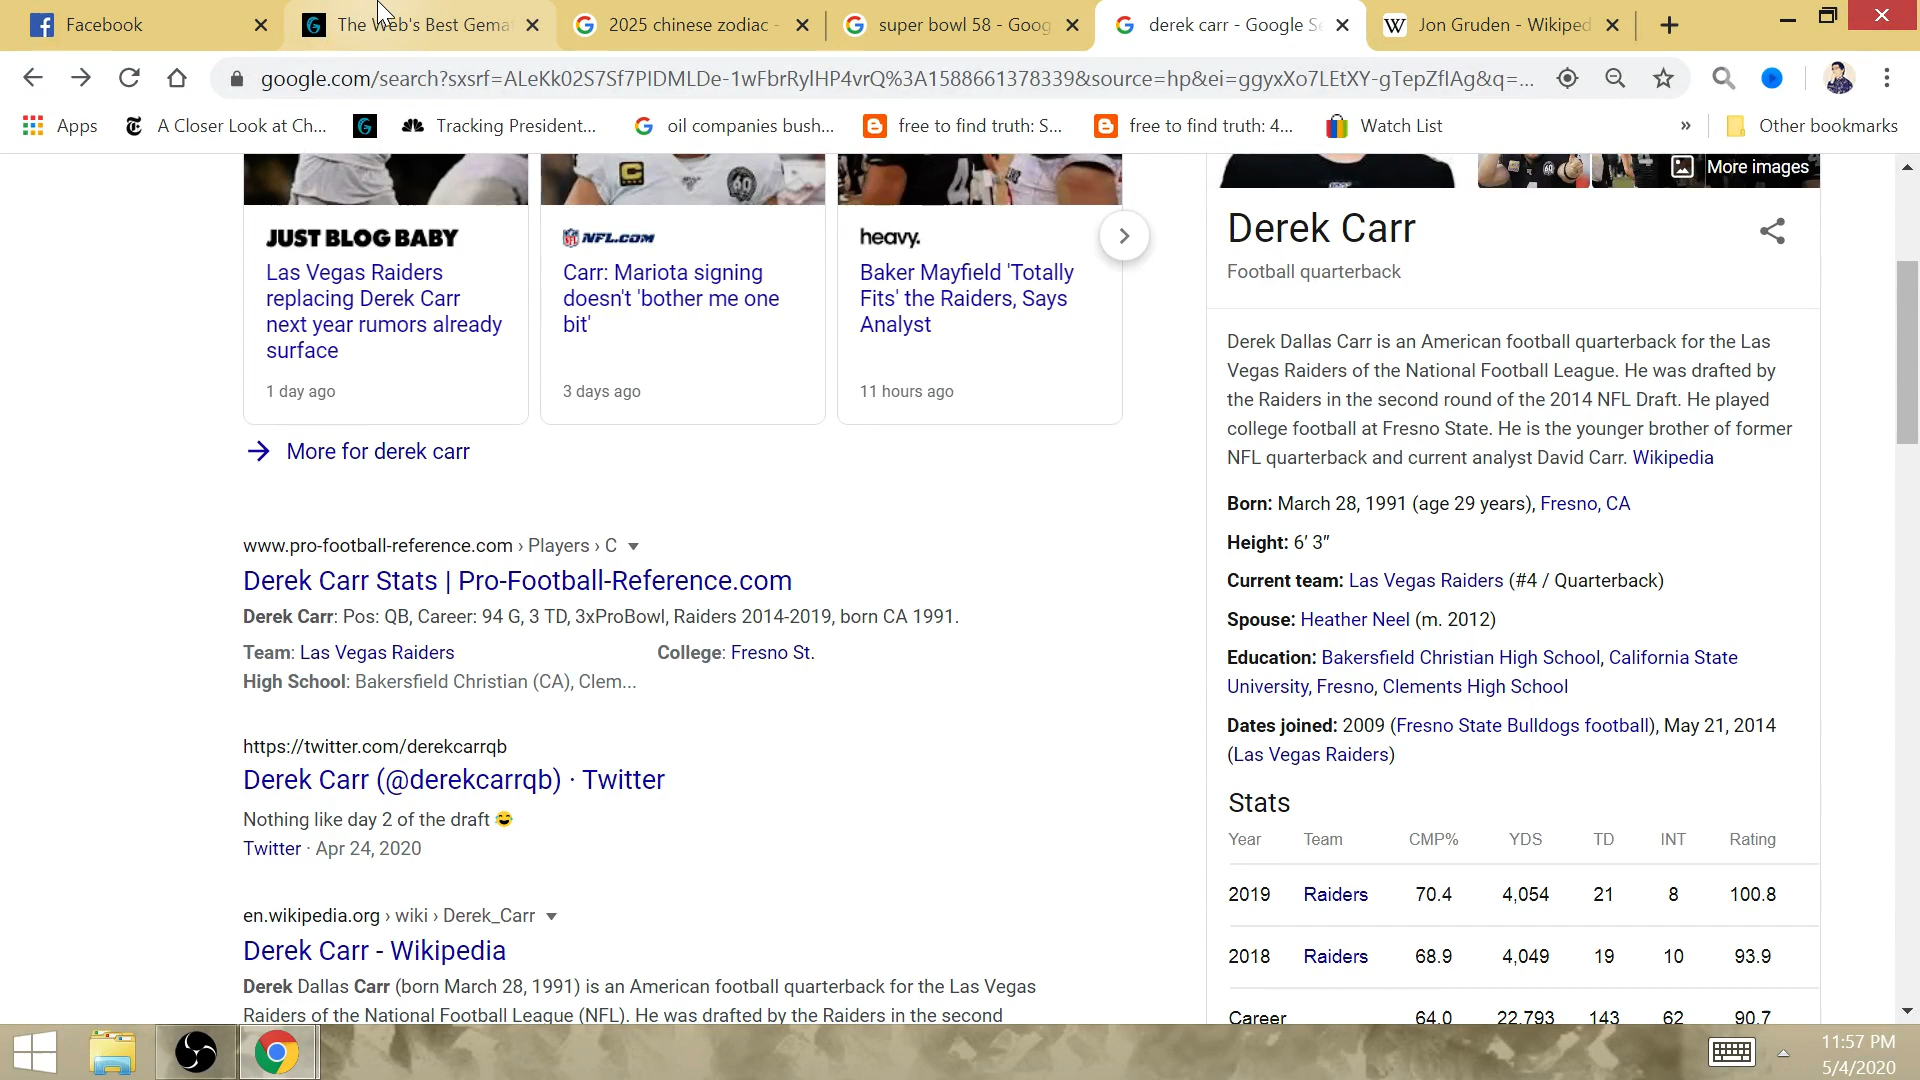 Facebook
The Web's Best Gemat
2025 chinese zodiac -
super bowl 58 - Goog
derek carr - Google Se
Jon Gruden - Wikiped
google.com/search?sxsrf=ALeKk02S7Sf7PIDMLDe-1wFbrRylHP4vrQ%3A1588661378339&source=hp&ei=ggyxXo7LEtXY-gTepZfIAg&q=...
Apps
A Closer Look at Ch...
Tracking President...
oil companies bush...
free to find truth: S...
free to find truth: 4...
Watch List
»
Other bookmarks
More images
JUST BLOG BABY
Las Vegas Raiders
replacing Derek Carr
next year rumors already
surface
1 day ago
NFL.COM
Carr: Mariota signing
doesn't 'bother me one
bit'
3 days ago
heavy.
Baker Mayfield 'Totally
Fits' the Raiders, Says
Analyst
11 hours ago
More for derek carr
www.pro-football-reference.com › Players › C
Derek Carr Stats | Pro-Football-Reference.com
Derek Carr: Pos: QB, Career: 94 G, 3 TD, 3xProBowl, Raiders 2014-2019, born CA 1991.
Team: Las Vegas Raiders
College: Fresno St.
High School: Bakersfield Christian (CA), Clem...
https://twitter.com/derekcarrqb
Derek Carr (@derekcarrqb) · Twitter
Nothing like day 2 of the draft 😂
Twitter · Apr 24, 2020
en.wikipedia.org › wiki › Derek_Carr
Derek Carr - Wikipedia
Derek Dallas Carr (born March 28, 1991) is an American football quarterback for the Las Vegas
Raiders of the National Football League (NFL). He was drafted by the Raiders in the second
Derek Carr
Football quarterback
Derek Dallas Carr is an American football quarterback for the Las
Vegas Raiders of the National Football League. He was drafted by
the Raiders in the second round of the 2014 NFL Draft. He played
college football at Fresno State. He is the younger brother of former
NFL quarterback and current analyst David Carr. Wikipedia
Born: March 28, 1991 (age 29 years), Fresno, CA
Height: 6′ 3″
Current team: Las Vegas Raiders (#4 / Quarterback)
Spouse: Heather Neel (m. 2012)
Education: Bakersfield Christian High School, California State
University, Fresno, Clements High School
Dates joined: 2009 (Fresno State Bulldogs football), May 21, 2014
(Las Vegas Raiders)
Stats
Year Team CMP% YDS TD INT Rating
2019 Raiders 70.4 4,054 21 8 100.8
2018 Raiders 68.9 4,049 19 10 93.9
Career 64.0 22,793 143 62 90.7
11:57 PM
5/4/2020